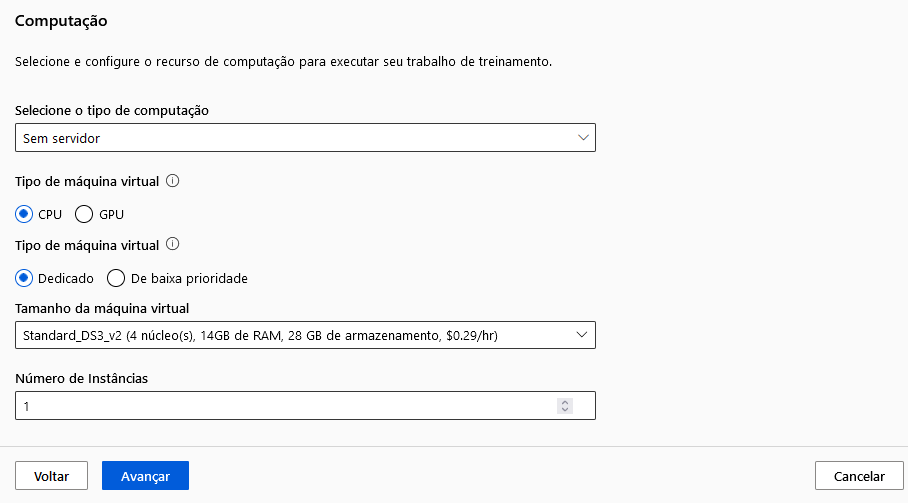 Computação
Selecione e configure o recurso de computação para executar seu trabalho de treinamento.
Selecione o tipo de computação
Sem servidor
Tipo de máquina virtual
CPU GPU
Tipo de máquina virtual
Dedicado De baixa prioridade
Tamanho da máquina virtual
Standard_DS3_v2 (4 núcleo(s), 14GB de RAM, 28 GB de armazenamento, $0.29/hr)
Número de Instâncias
1
Voltar Avançar Cancelar